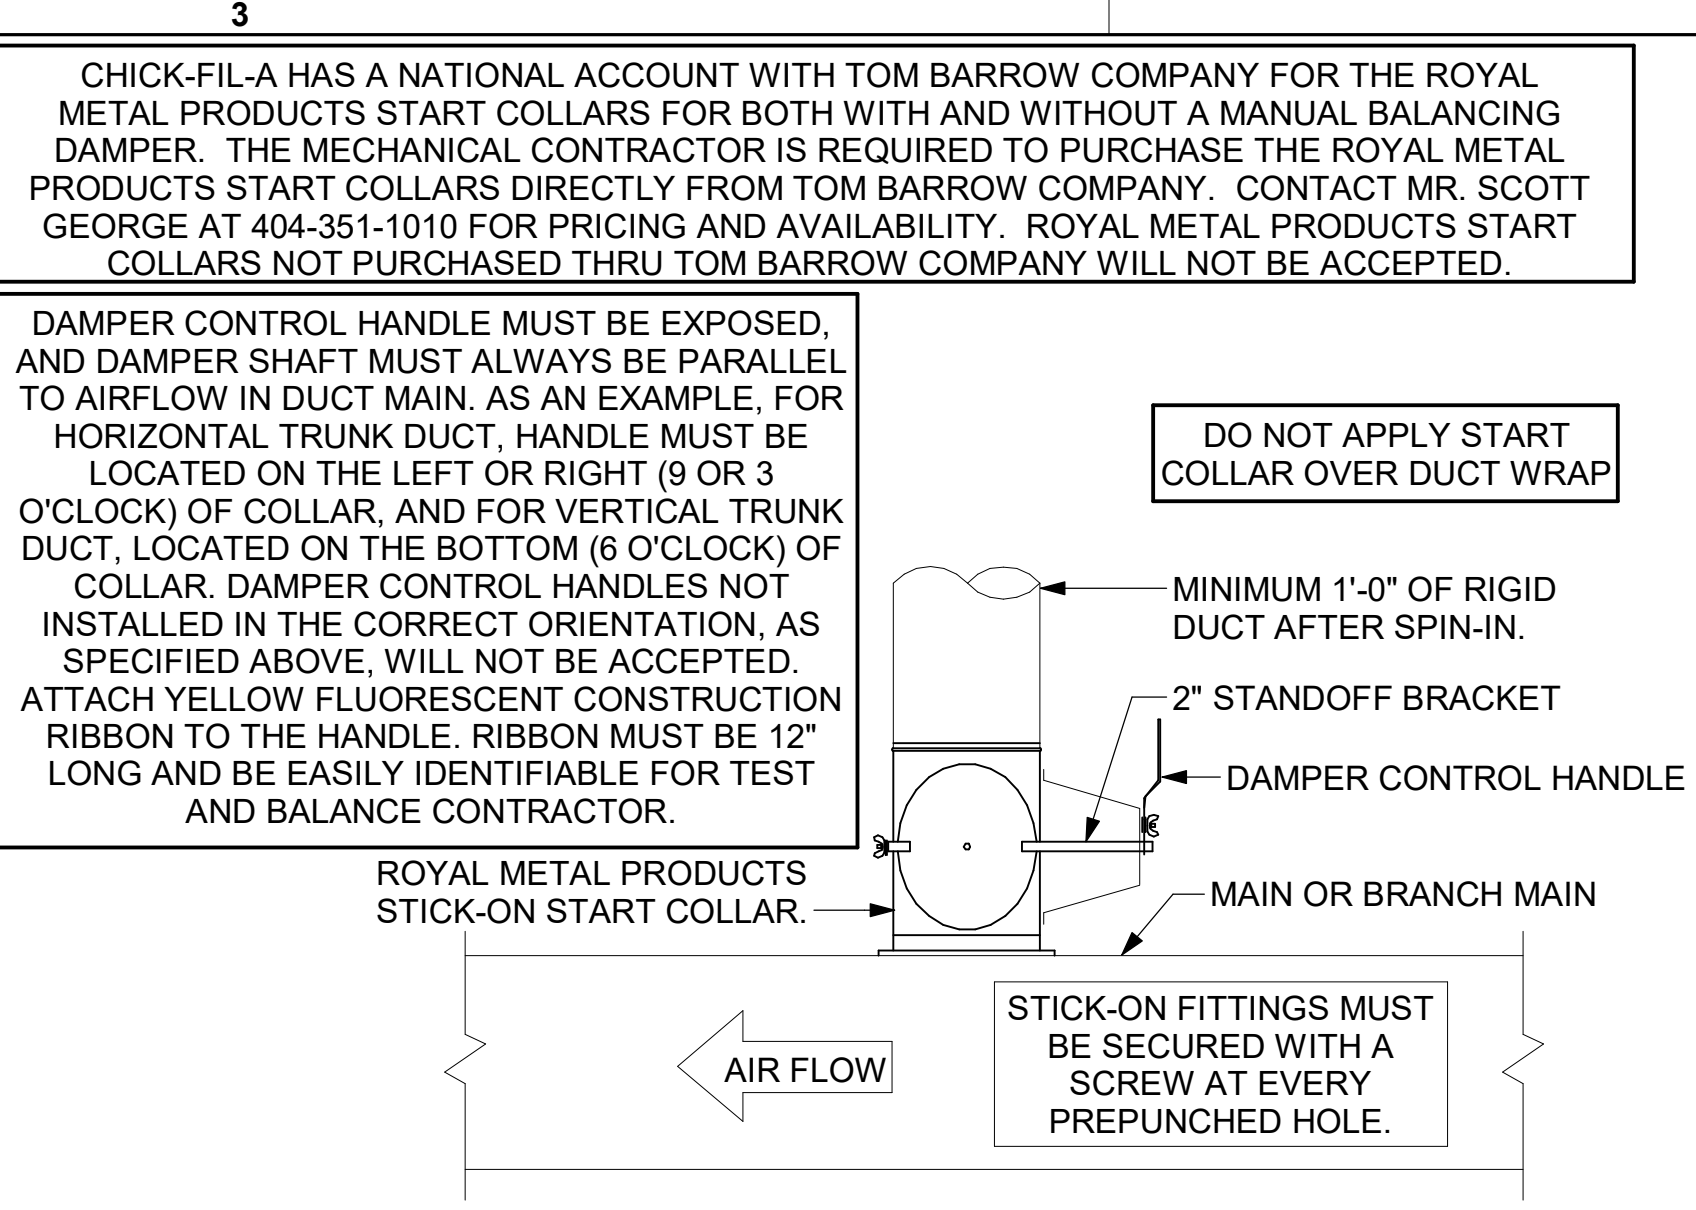 3
CHICK-FIL-A HAS A NATIONAL ACCOUNT WITH TOM BARROW COMPANY FOR THE ROYAL
METAL PRODUCTS START COLLARS FOR BOTH WITH AND WITHOUT A MANUAL BALANCING
DAMPER. THE MECHANICAL CONTRACTOR IS REQUIRED TO PURCHASE THE ROYAL METAL
PRODUCTS START COLLARS DIRECTLY FROM TOM BARROW COMPANY. CONTACT MR. SCOTT
GEORGE AT 404-351-1010 FOR PRICING AND AVAILABILITY. ROYAL METAL PRODUCTS START
COLLARS NOT PURCHASED THRU TOM BARROW COMPANY WILL NOT BE ACCEPTED.
DAMPER CONTROL HANDLE MUST BE EXPOSED,
AND DAMPER SHAFT MUST ALWAYS BE PARALLEL
TO AIRFLOW IN DUCT MAIN. AS AN EXAMPLE, FOR
HORIZONTAL TRUNK DUCT, HANDLE MUST BE
LOCATED ON THE LEFT OR RIGHT (9 OR 3
O'CLOCK) OF COLLAR, AND FOR VERTICAL TRUNK
DUCT, LOCATED ON THE BOTTOM (6 O'CLOCK) OF
COLLAR. DAMPER CONTROL HANDLES NOT
INSTALLED IN THE CORRECT ORIENTATION, AS
SPECIFIED ABOVE, WILL NOT BE ACCEPTED.
ATTACH YELLOW FLUORESCENT CONSTRUCTION
RIBBON TO THE HANDLE. RIBBON MUST BE 12"
LONG AND BE EASILY IDENTIFIABLE FOR TEST
AND BALANCE CONTRACTOR.
DO NOT APPLY START
COLLAR OVER DUCT WRAP
MINIMUM 1'-0" OF RIGID
DUCT AFTER SPIN-IN.
2" STANDOFF BRACKET
DAMPER CONTROL HANDLE
ROYAL METAL PRODUCTS
STICK-ON START COLLAR.
MAIN OR BRANCH MAIN
STICK-ON FITTINGS MUST
BE SECURED WITH A
SCREW AT EVERY
PREPUNCHED HOLE.
AIR FLOW